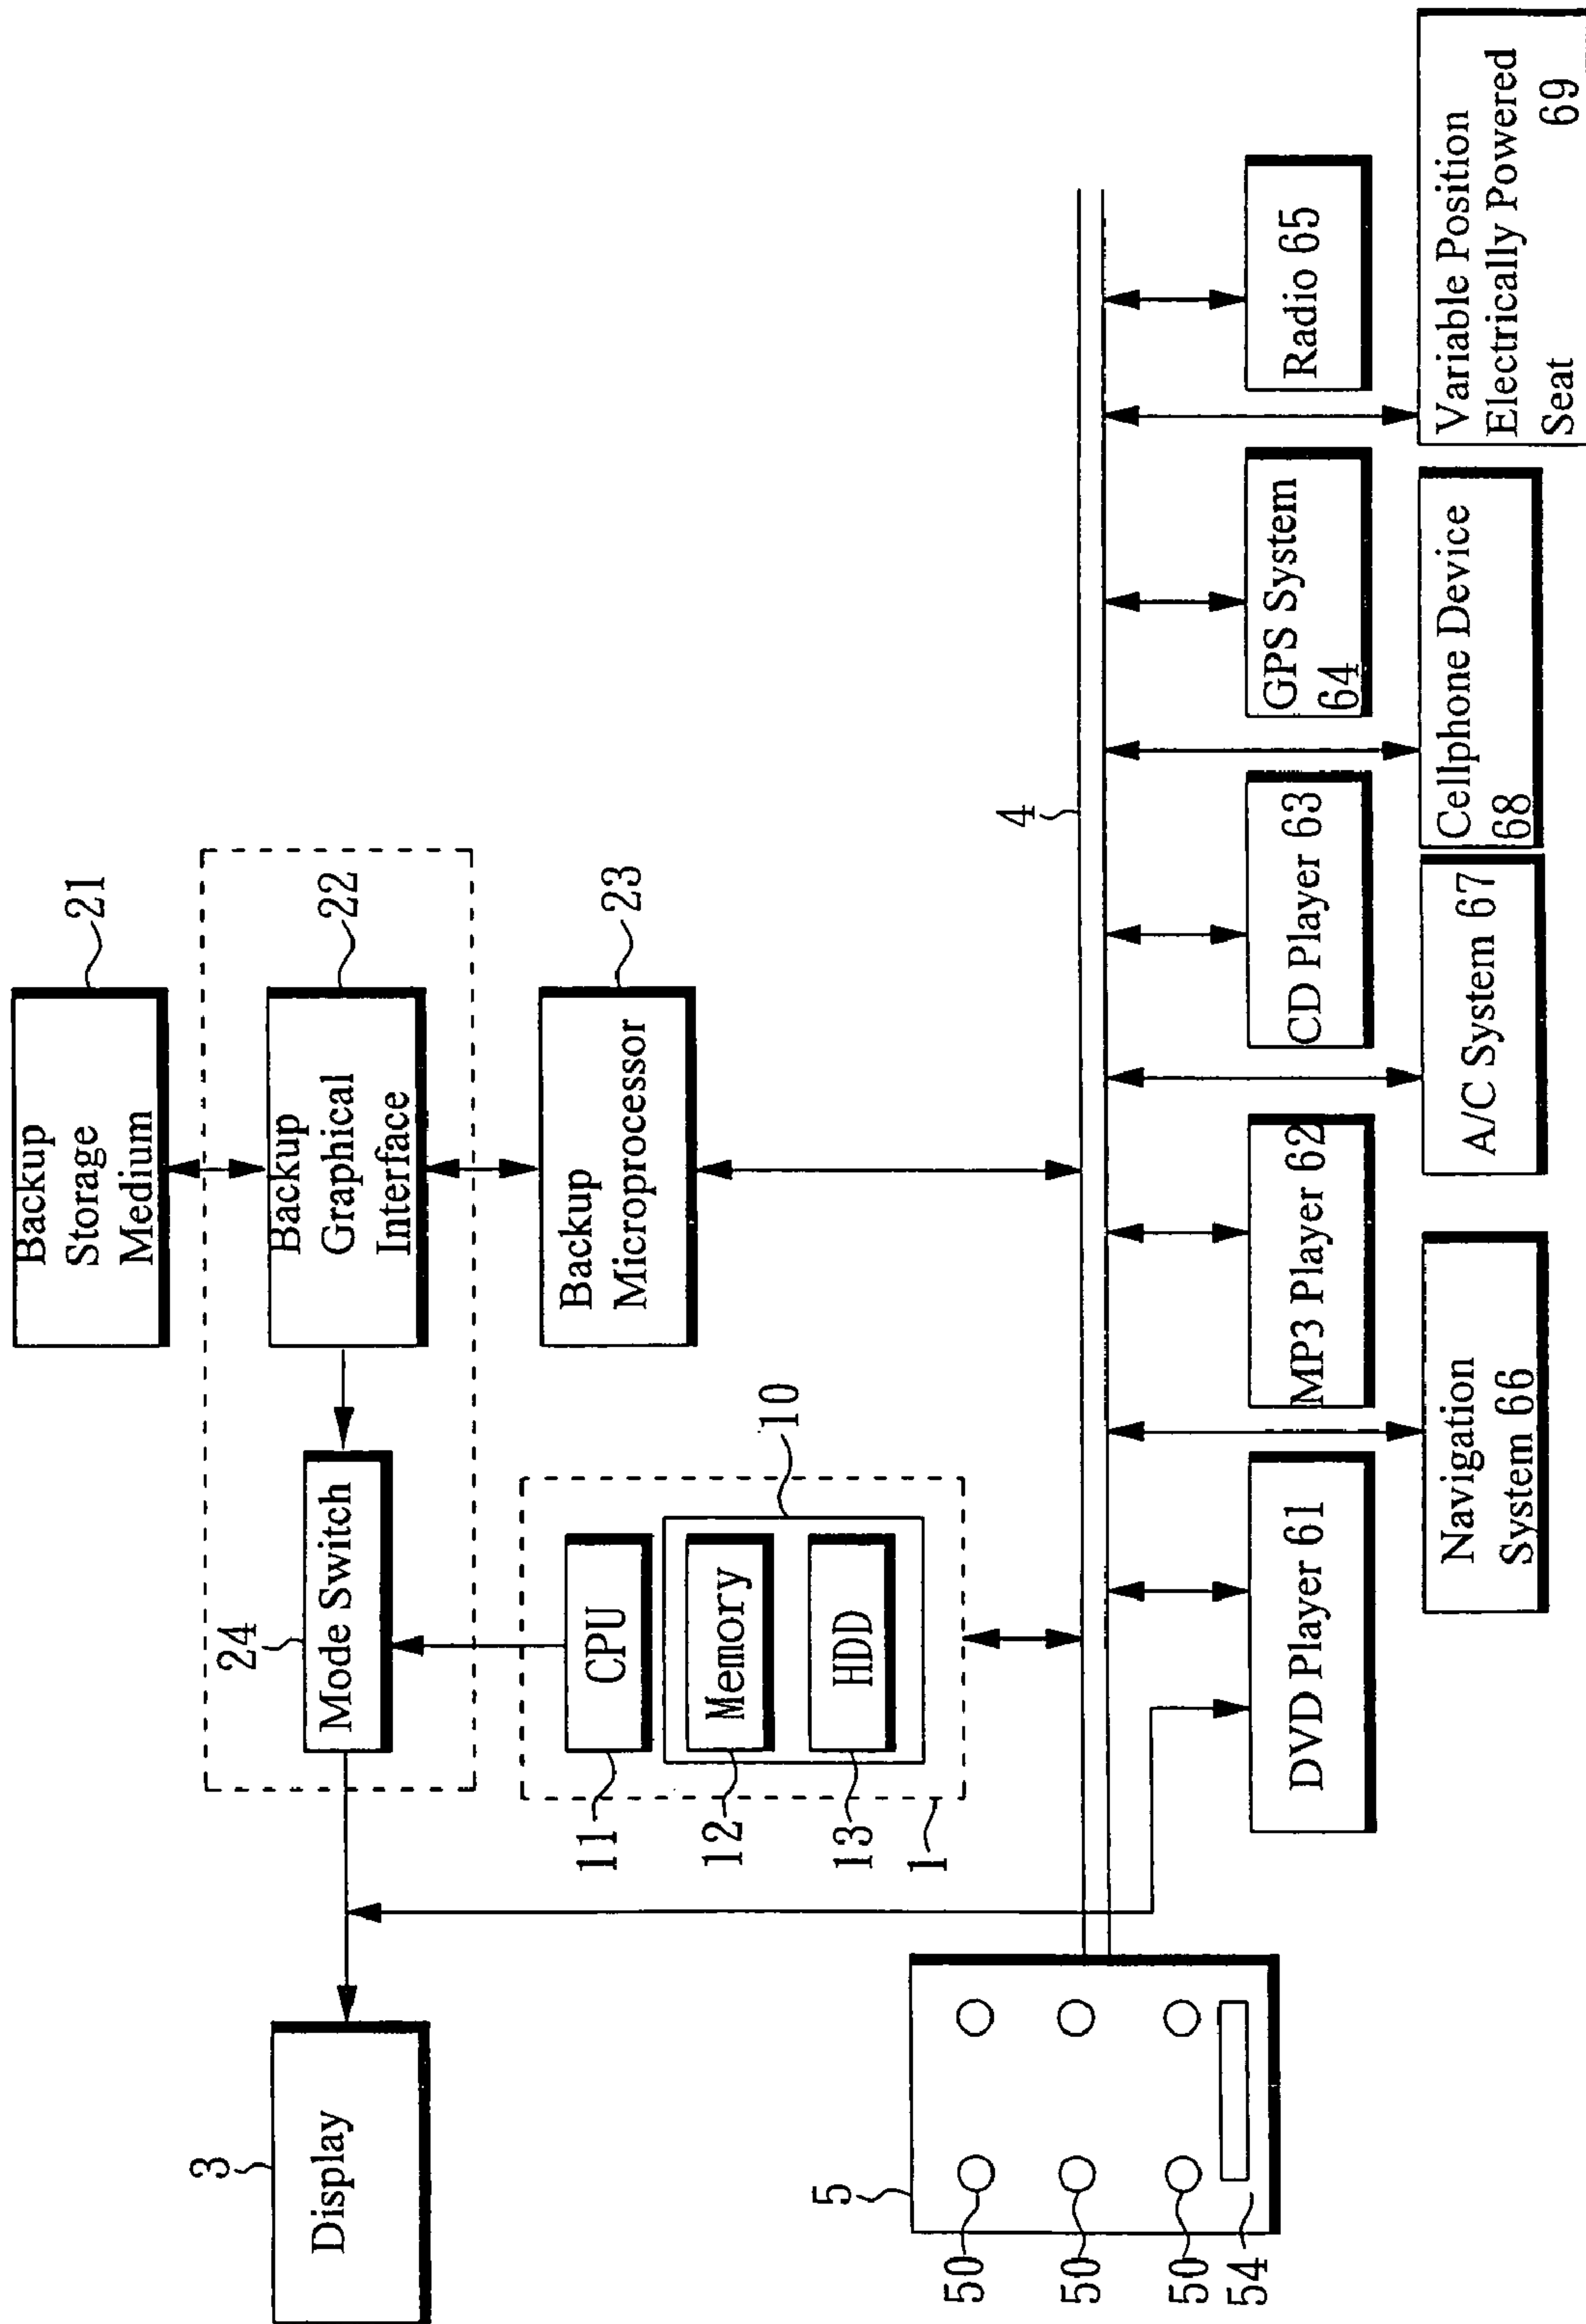 3
Display
24
Mode Switch
Backup
Graphical
Interface
22
Backup
Storage
Medium
21
Backup
Microprocessor
23
10
11
CPU
12
Memory
13
HDD
1
4
5
50
50
50
54
DVD Player 61
MP3 Player 62
CD Player 63
GPS System
64
Radio 65
Navigation
System 66
A/C System 67
Cellphone Device
68
Variable Position
Electrically Powered
Seat 69